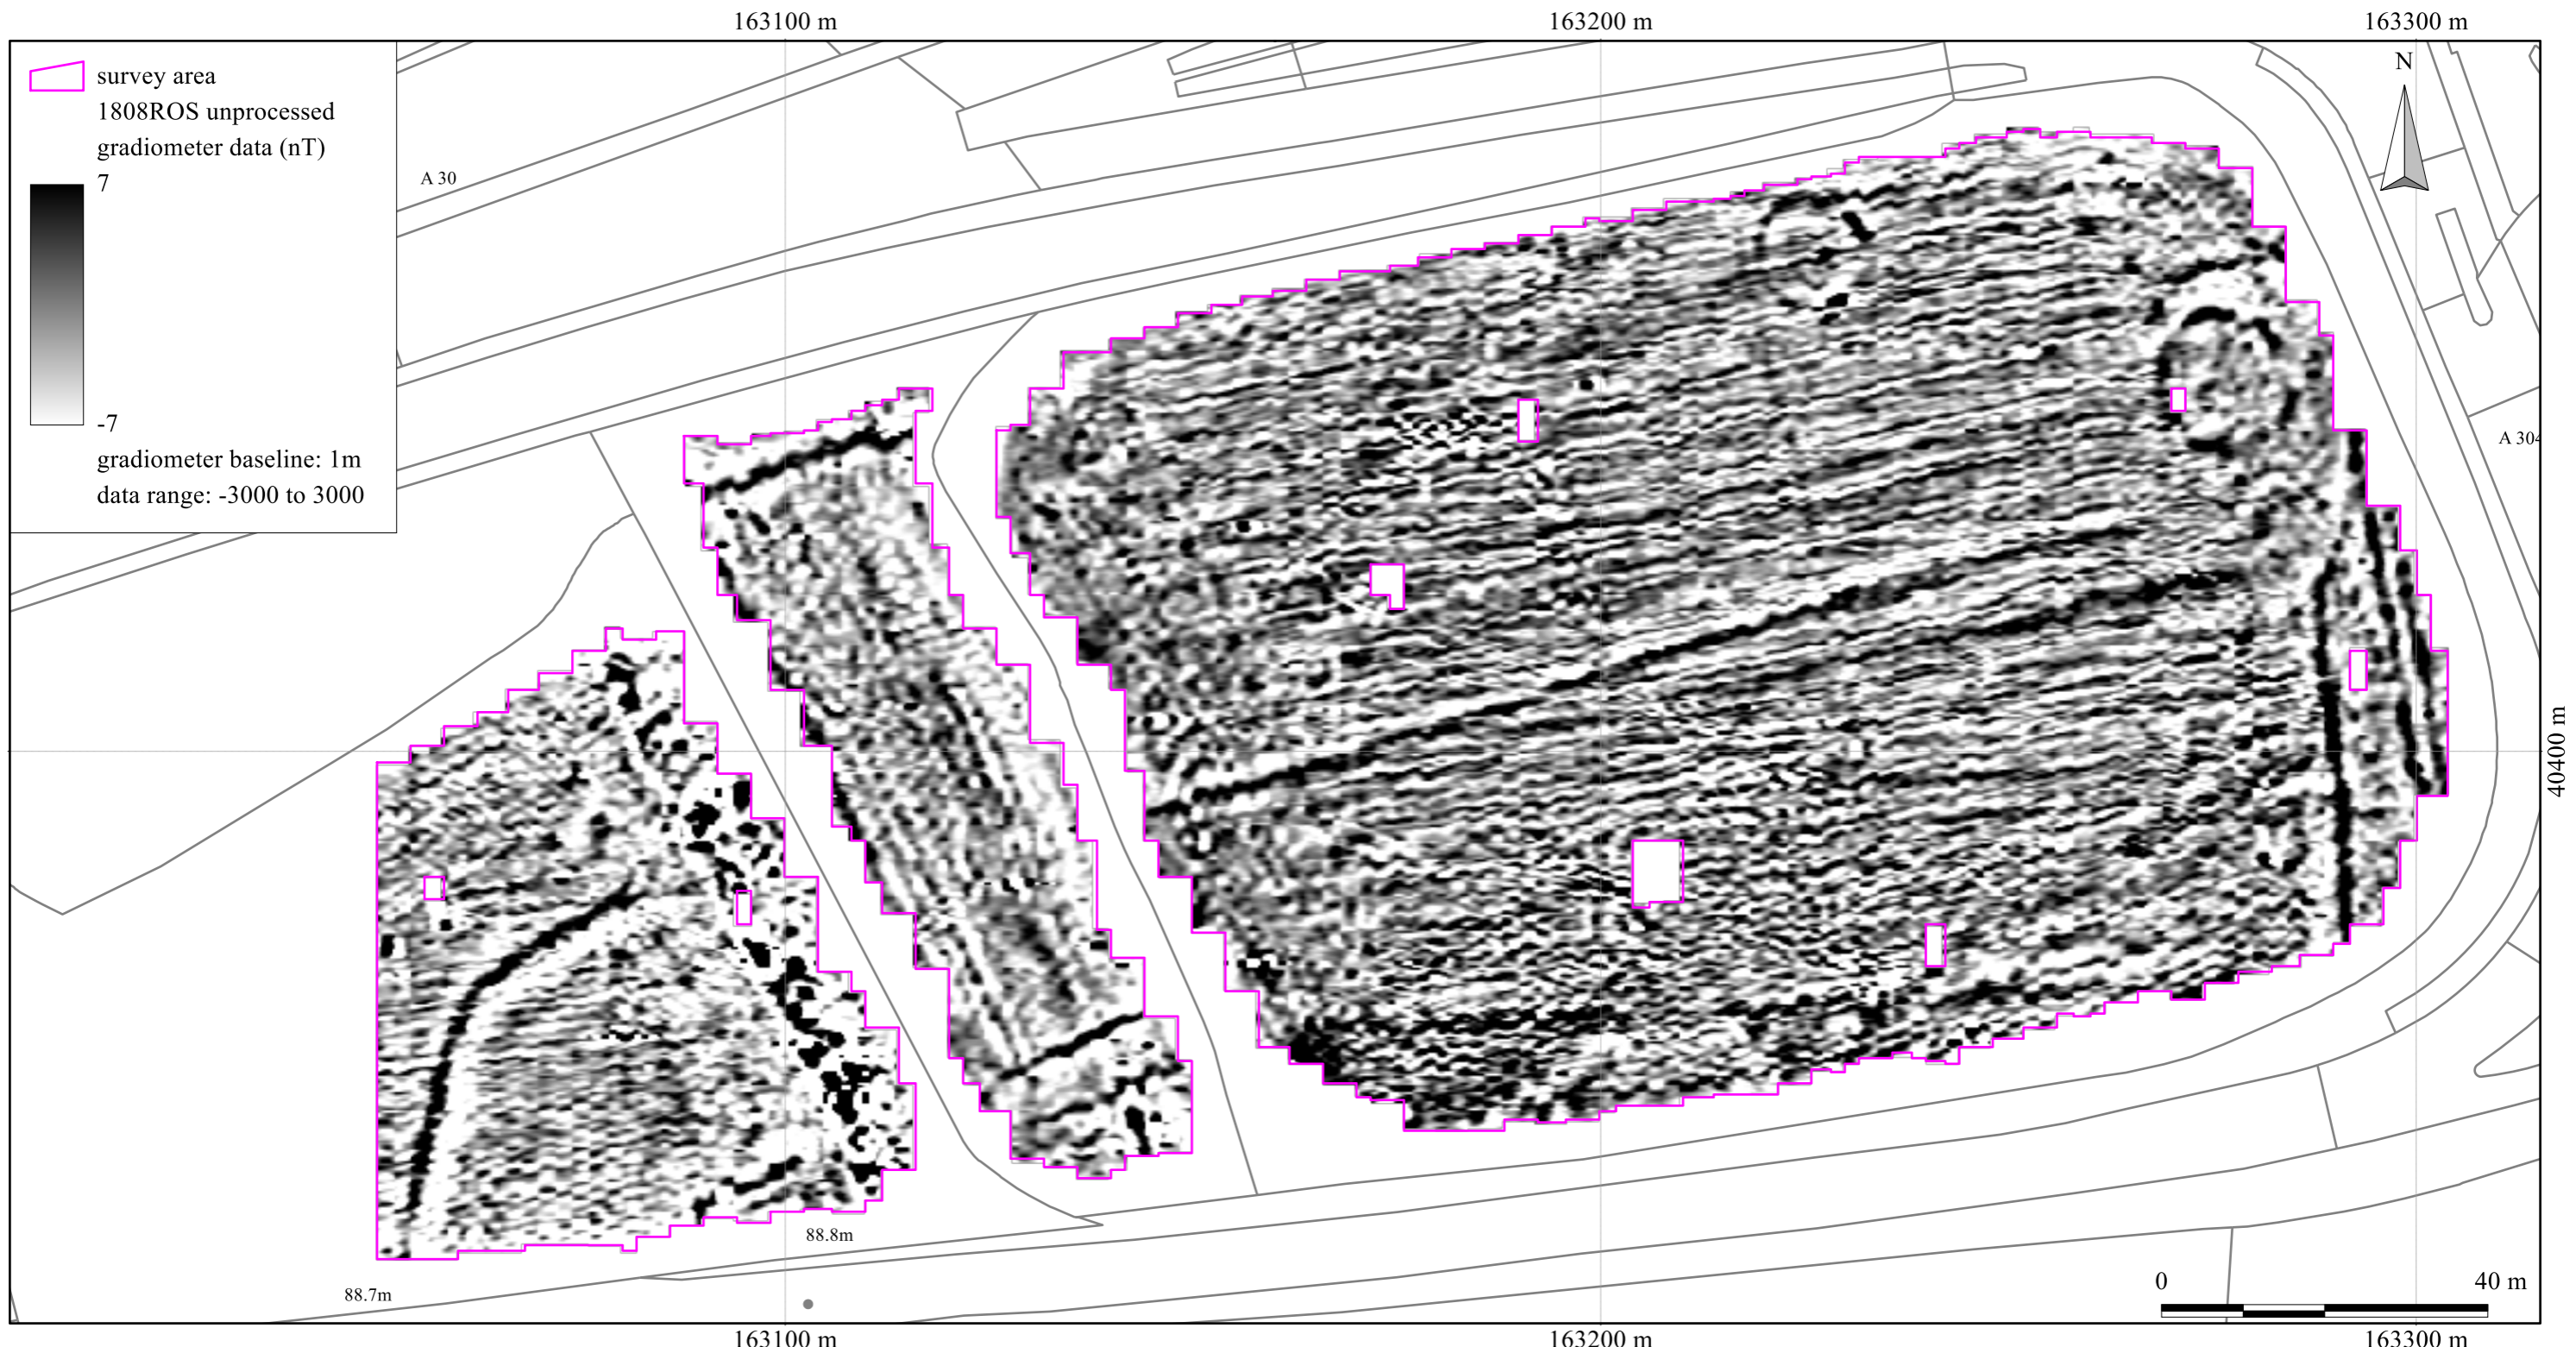 163100 m
163200 m
163300 m
survey area
1808ROS unprocessed
gradiometer data (nT)
7
-7
gradiometer baseline: 1m
data range: -3000 to 3000
A 30
N
A 304
40400 m
88.8m
88.7m
0
40 m
163100 m
163200 m
163300 m